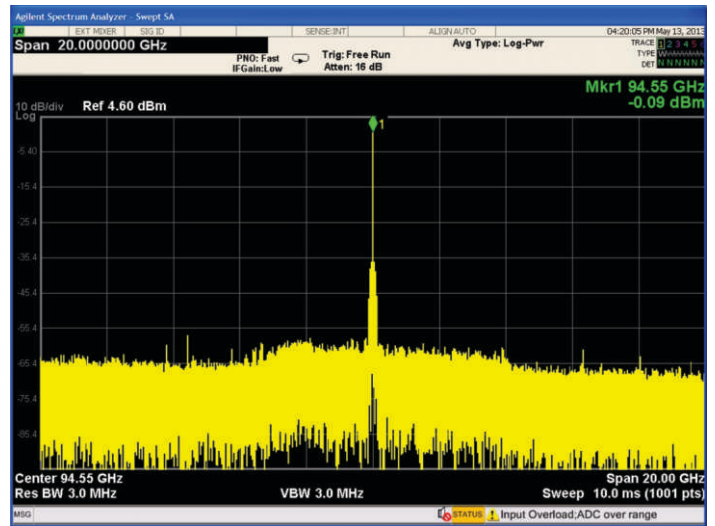 Agilent Spectrum Analyzer - Swept SA
EXT MIXER SIG ID SENSE:INT ALIGN AUTO 04:20:05 PM May 13, 2013
Span 20.0000000 GHz
PNO: Fast
IFGain:Low
Trig: Free Run
Atten: 16 dB
Avg Type: Log-Pwr
TRACE 1 2 3 4 5
TYPE
DET N N N N N N
Mkr1 94.55 GHz
-0.09 dBm
10 dB/div Ref 4.60 dBm
Log
1
-5.40
-15.4
-25.4
-35.4
-45.4
-55.4
-65.4
-75.4
-85.4
Center 94.55 GHz Span 20.00 GHz
Res BW 3.0 MHz VBW 3.0 MHz Sweep 10.0 ms (1001 pts)
MSG STATUS Input Overload;ADC over range